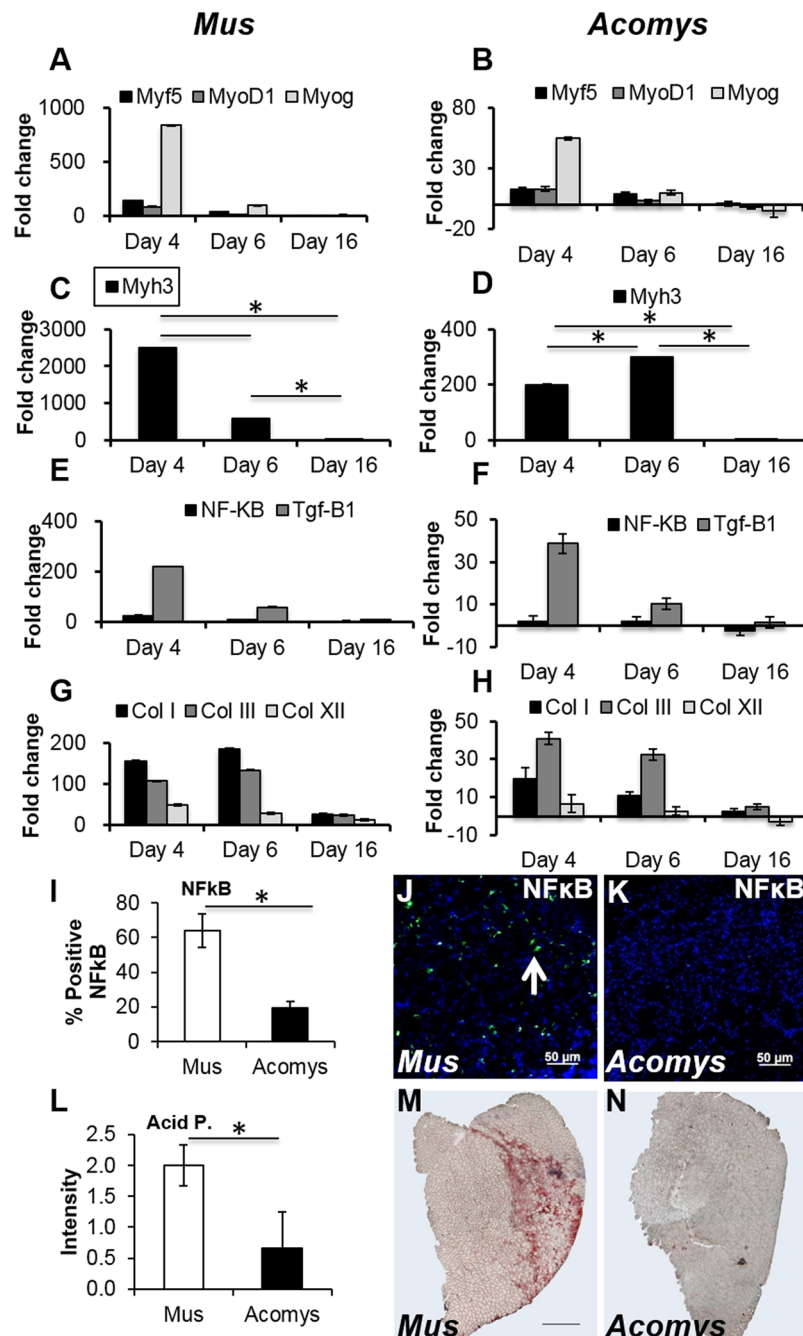 Mus Acomys
A B
Myf5 MyoD1 Myog Myf5 MyoD1 Myog
Fold change Fold change
1000 80
500 30
0 -20
Day 4 Day 6 Day 16 Day 4 Day 6 Day 16
C D
Myh3 Myh3
* *
* * *
Fold change Fold change
3000 400
2000 200
1000 0
0
Day 4 Day 6 Day 16 Day 4 Day 6 Day 16
E F
NF-KB Tgf-B1 NF-KB Tgf-B1
Fold change Fold change
400 50
200 30
0 10
-10
Day 4 Day 6 Day 16 Day 4 Day 6 Day 16
G H
Col I Col III Col XII Col I Col III Col XII
Fold change Fold change
200 50
100 30
0 10
-10
Day 4 Day 6 Day 16 Day 4 Day 6 Day 16
I NFkB *
% Positive
NFkB
80
60
40
20
0
Mus Acomys
J NFκB K NFκB
Mus 50 µm Acomys 50 µm
L Acid P. *
Intensity
2.5
2.0
1.5
1.0
0.5
0.0
Mus Acomys
M N
Mus Acomys